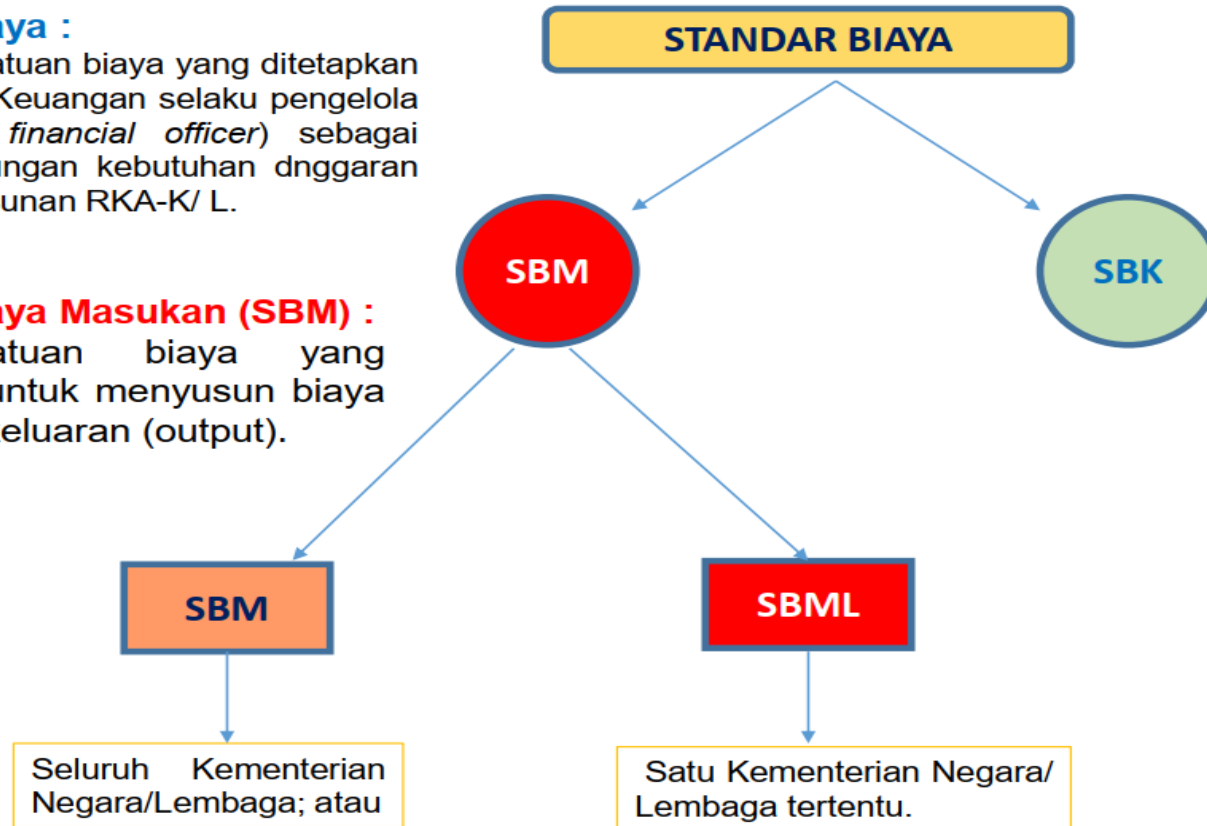 aya :
STANDAR BIAYA
atuan biaya yang ditetapkan
Keuangan selaku pengelola
financial officer) sebagai
ungan kebutuhan dnggaran
unan RKA-K/ L.
SBM
SBK
aya Masukan (SBM) :
atuan biaya yang
untuk menyusun biaya
eluaran (output).
SBM
SBML
Seluruh Kementerian
Negara/Lembaga; atau
Satu Kementerian Negara/
Lembaga tertentu.